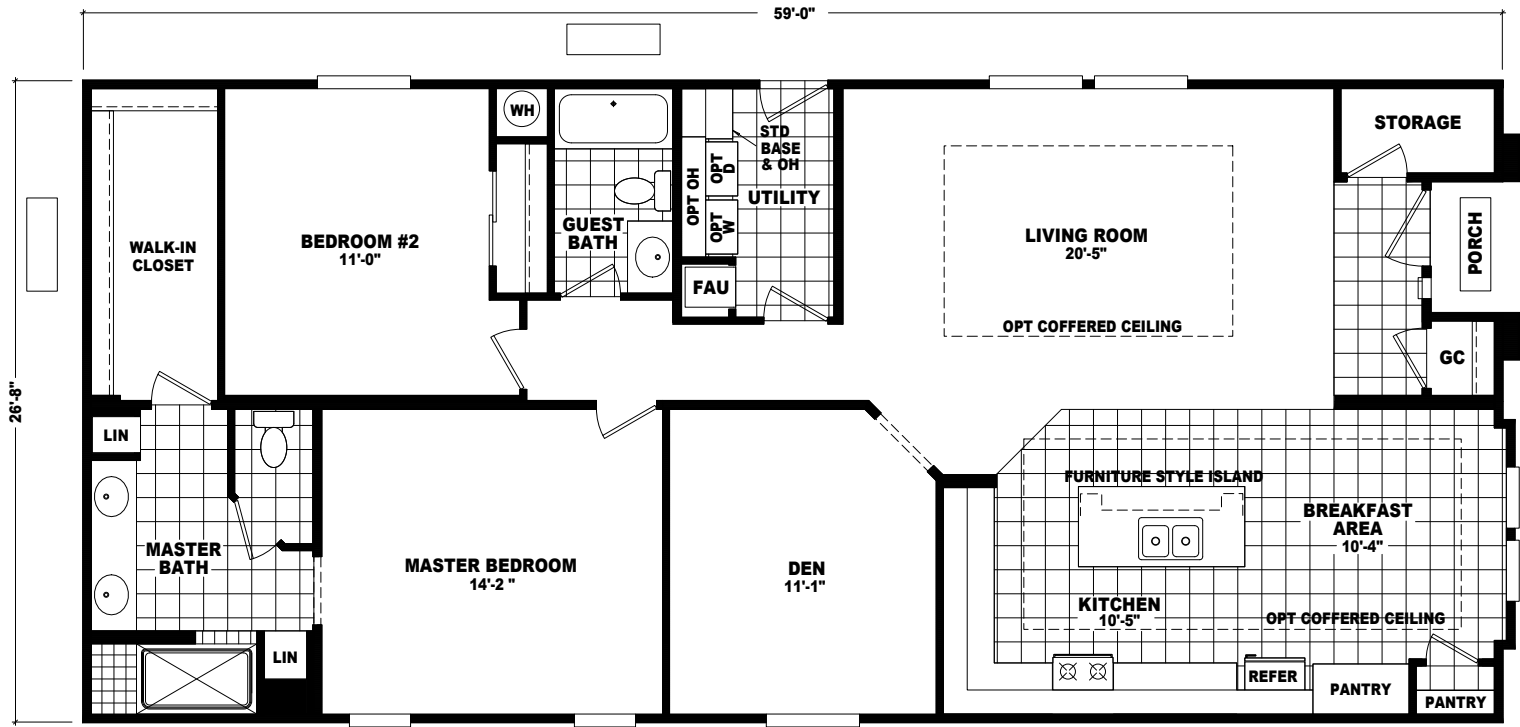 59'-0"
26'-8"
WH
STD
BASE
& OH
STORAGE
OPT OH
OPT
D
OPT
W
UTILITY
GUEST
BATH
WALK-IN
CLOSET
BEDROOM #2
11'-0"
LIVING ROOM
20'-5"
PORCH
FAU
OPT COFFERED CEILING
GC
LIN
FURNITURE STYLE ISLAND
BREAKFAST
AREA
10'-4"
MASTER
BATH
MASTER BEDROOM
14'-2 "
DEN
11'-1"
KITCHEN
10'-5"
OPT COFFERED CEILING
LIN
REFER
PANTRY
PANTRY